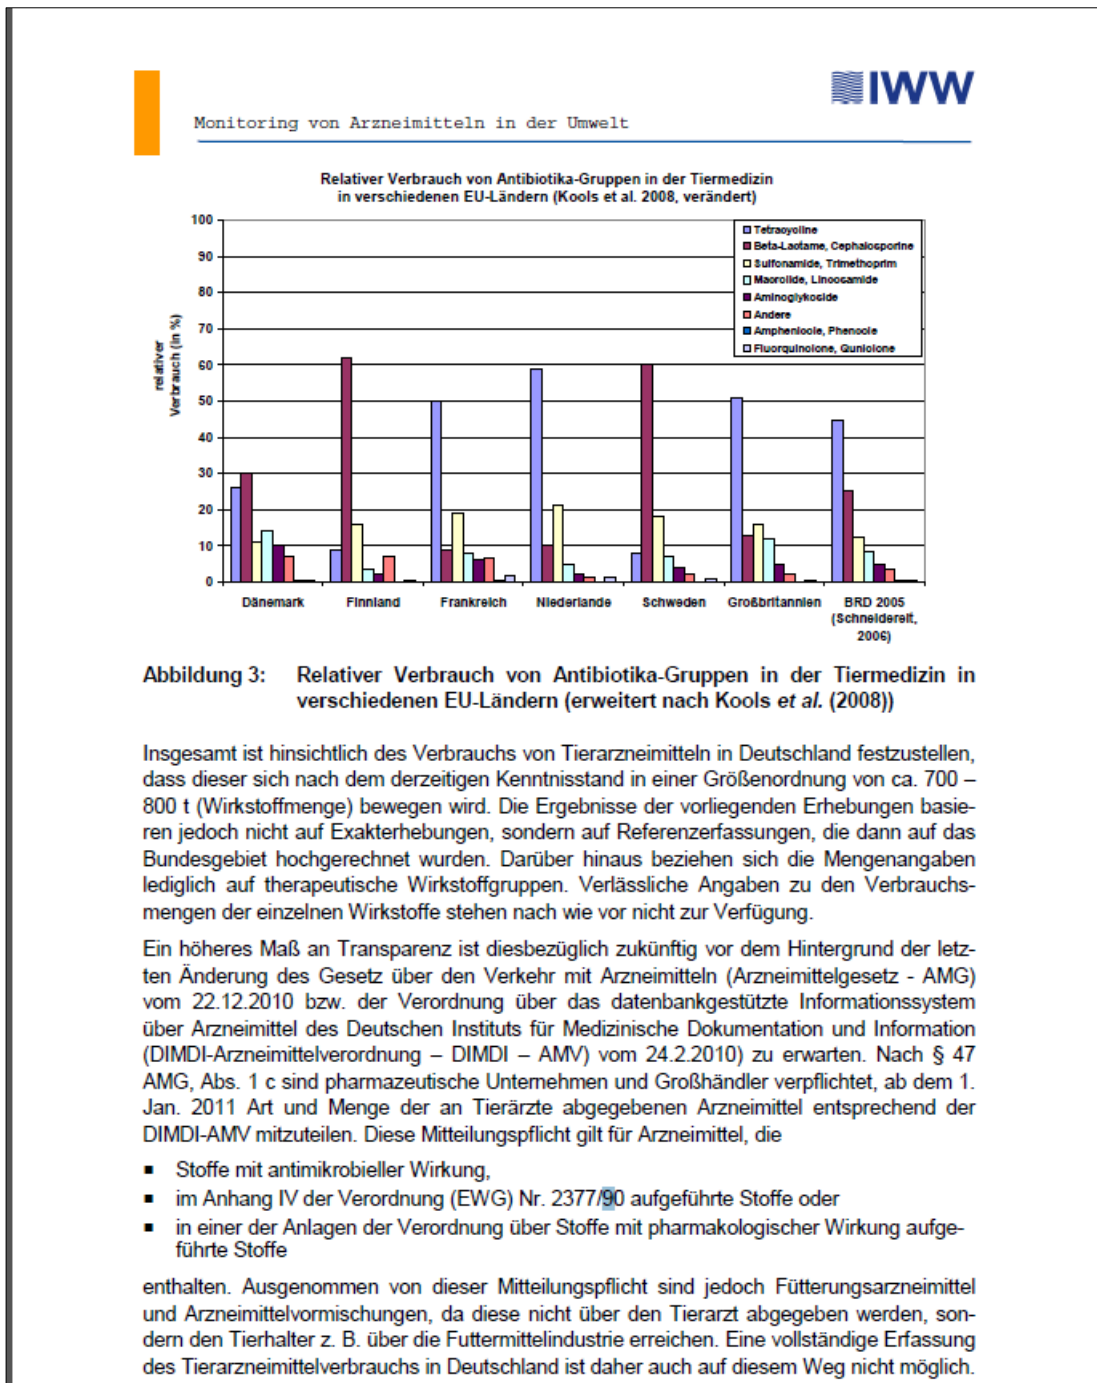 IWW
Monitoring von Arzneimitteln in der Umwelt
Relativer Verbrauch von Antibiotika-Gruppen in der Tiermedizin
in verschiedenen EU-Ländern (Kools et al. 2008, verändert)
relativer
Verbrauch (in %)
100
90
80
70
60
50
40
30
20
10
0
Tetracycline
Beta-Lactame, Cephalosporine
Sulfonamide, Trimethoprim
Macrolide, Lincosamide
Aminoglykoside
Andere
Amphenicole, Phenicole
Fluorquinolone, Quniolone
Dänemark
Finnland
Frankreich
Niederlande
Schweden
Großbritannien
BRD 2005
(Schneidereit,
2006)
Abbildung 3: Relativer Verbrauch von Antibiotika-Gruppen in der Tiermedizin in
verschiedenen EU-Ländern (erweitert nach Kools et al. (2008))
Insgesamt ist hinsichtlich des Verbrauchs von Tierarzneimitteln in Deutschland festzustellen,
dass dieser sich nach dem derzeitigen Kenntnisstand in einer Größenordnung von ca. 700 –
800 t (Wirkstoffmenge) bewegen wird. Die Ergebnisse der vorliegenden Erhebungen basie-
ren jedoch nicht auf Exakterhebungen, sondern auf Referenzerfassungen, die dann auf das
Bundesgebiet hochgerechnet wurden. Darüber hinaus beziehen sich die Mengenangaben
lediglich auf therapeutische Wirkstoffgruppen. Verlässliche Angaben zu den Verbrauchs-
mengen der einzelnen Wirkstoffe stehen nach wie vor nicht zur Verfügung.
Ein höheres Maß an Transparenz ist diesbezüglich zukünftig vor dem Hintergrund der letz-
ten Änderung des Gesetz über den Verkehr mit Arzneimitteln (Arzneimittelgesetz - AMG)
vom 22.12.2010 bzw. der Verordnung über das datenbankgestützte Informationssystem
über Arzneimittel des Deutschen Instituts für Medizinische Dokumentation und Information
(DIMDI-Arzneimittelverordnung – DIMDI – AMV) vom 24.2.2010) zu erwarten. Nach § 47
AMG, Abs. 1 c sind pharmazeutische Unternehmen und Großhändler verpflichtet, ab dem 1.
Jan. 2011 Art und Menge der an Tierärzte abgegebenen Arzneimittel entsprechend der
DIMDI-AMV mitzuteilen. Diese Mitteilungspflicht gilt für Arzneimittel, die
▪ Stoffe mit antimikrobieller Wirkung,
▪ im Anhang IV der Verordnung (EWG) Nr. 2377/90 aufgeführte Stoffe oder
▪ in einer der Anlagen der Verordnung über Stoffe mit pharmakologischer Wirkung aufge-
führte Stoffe
enthalten. Ausgenommen von dieser Mitteilungspflicht sind jedoch Fütterungsarzneimittel
und Arzneimittelvormischungen, da diese nicht über den Tierarzt abgegeben werden, son-
dern den Tierhalter z. B. über die Futtermittelindustrie erreichen. Eine vollständige Erfassung
des Tierarzneimittelverbrauchs in Deutschland ist daher auch auf diesem Weg nicht möglich.